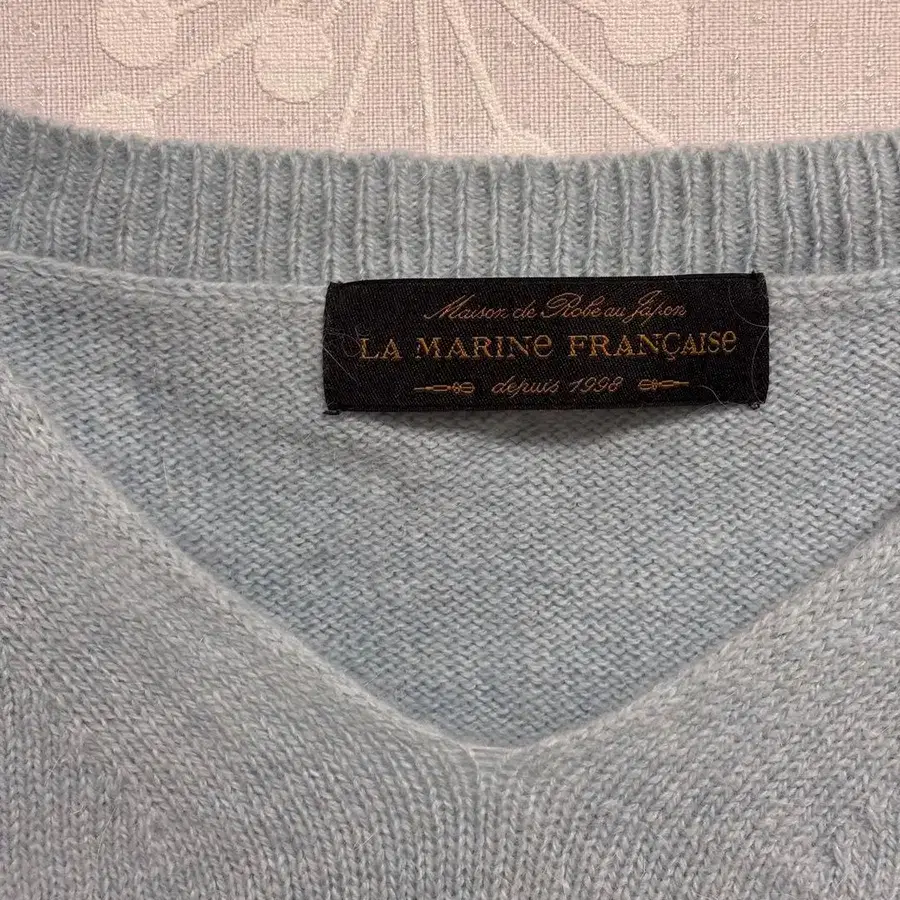 Maison de Robe au Japon
LA MARINe FRANÇAISe
depuis 1998